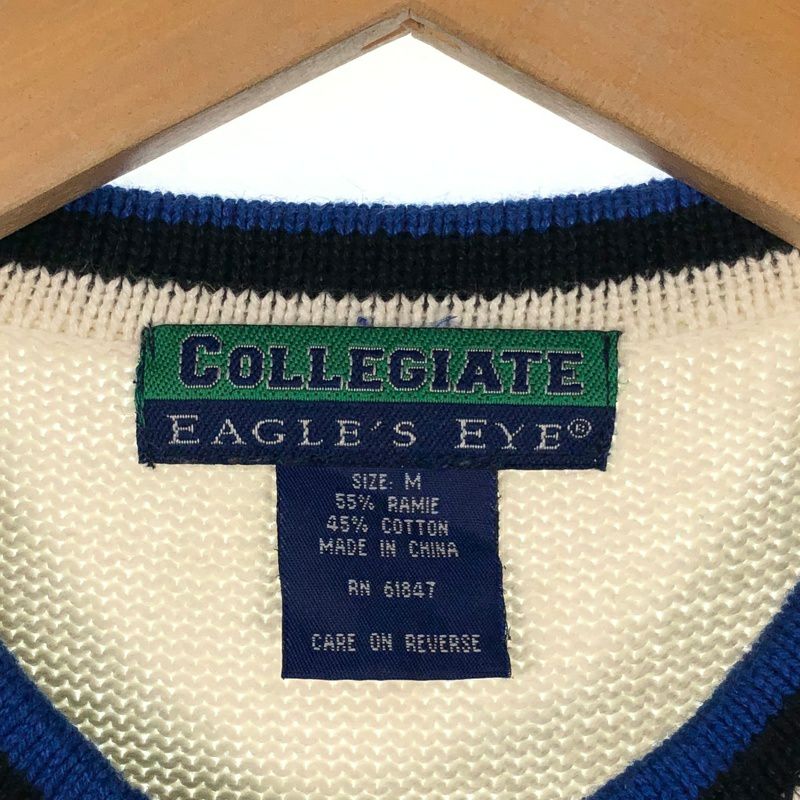 COLLEGIATE
EAGLE'S EYE®
SIZE: M
55% RAMIE
45% COTTON
MADE IN CHINA
RN 61847
CARE ON REVERSE